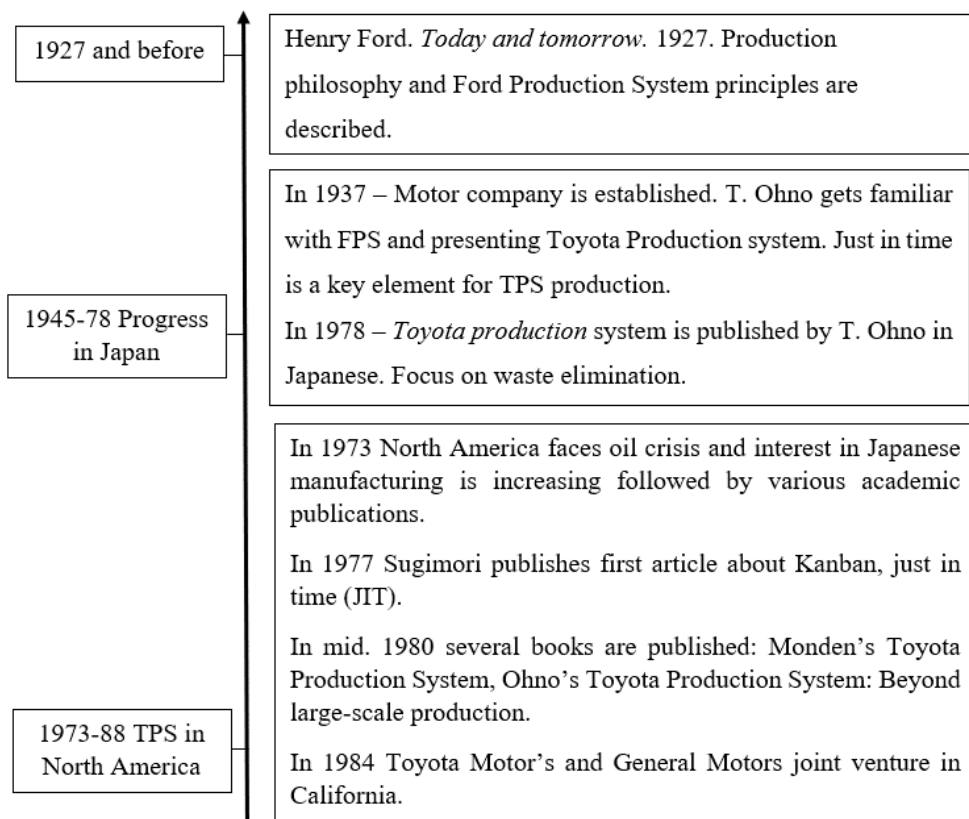 1927 and before
Henry Ford. Today and tomorrow. 1927. Production
philosophy and Ford Production System principles are
described.
1945-78 Progress
in Japan
In 1937 – Motor company is established. T. Ohno gets familiar
with FPS and presenting Toyota Production system. Just in time
is a key element for TPS production.
In 1978 – Toyota production system is published by T. Ohno in
Japanese. Focus on waste elimination.
1973-88 TPS in
North America
In 1973 North America faces oil crisis and interest in Japanese
manufacturing is increasing followed by various academic
publications.
In 1977 Sugimori publishes first article about Kanban, just in
time (JIT).
In mid. 1980 several books are published: Monden’s Toyota
Production System, Ohno’s Toyota Production System: Beyond
large-scale production.
In 1984 Toyota Motor’s and General Motors joint venture in
California.